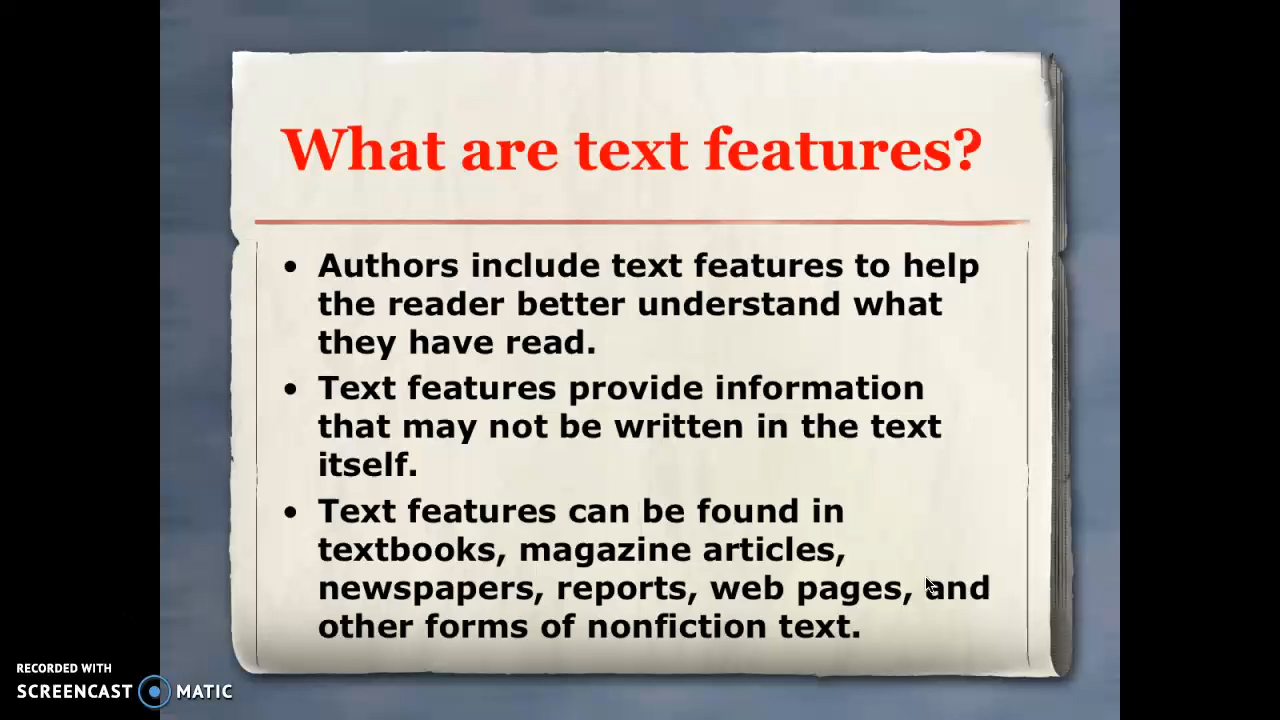 What are text features?
• Authors include text features to help
the reader better understand what
they have read.
• Text features provide information
that may not be written in the text
itself.
• Text features can be found in
textbooks, magazine articles,
newspapers, reports, web pages, and
other forms of nonfiction text.
RECORDED WITH
SCREENCAST MATIC